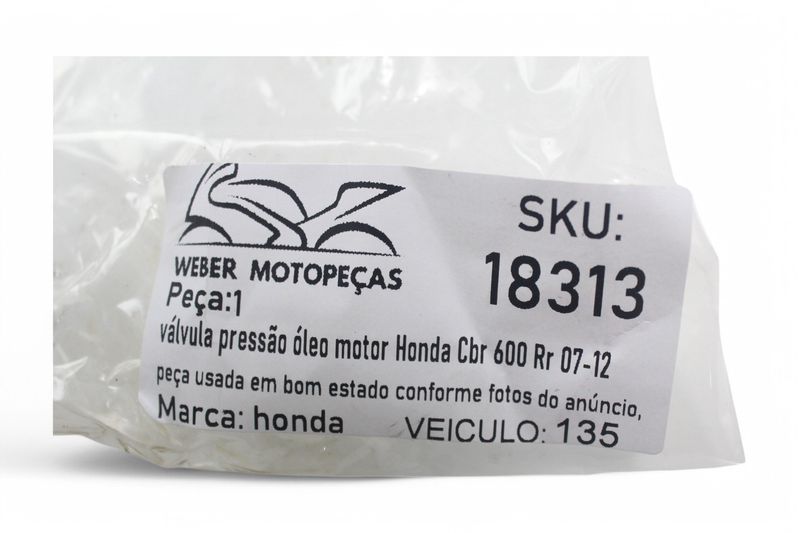 WEBER MOTOPEÇAS
SKU:
18313
Peça:1
válvula pressão óleo motor Honda Cbr 600 Rr 07-12
peça usada em bom estado conforme fotos do anúncio,
Marca: honda
VEICULO: 135